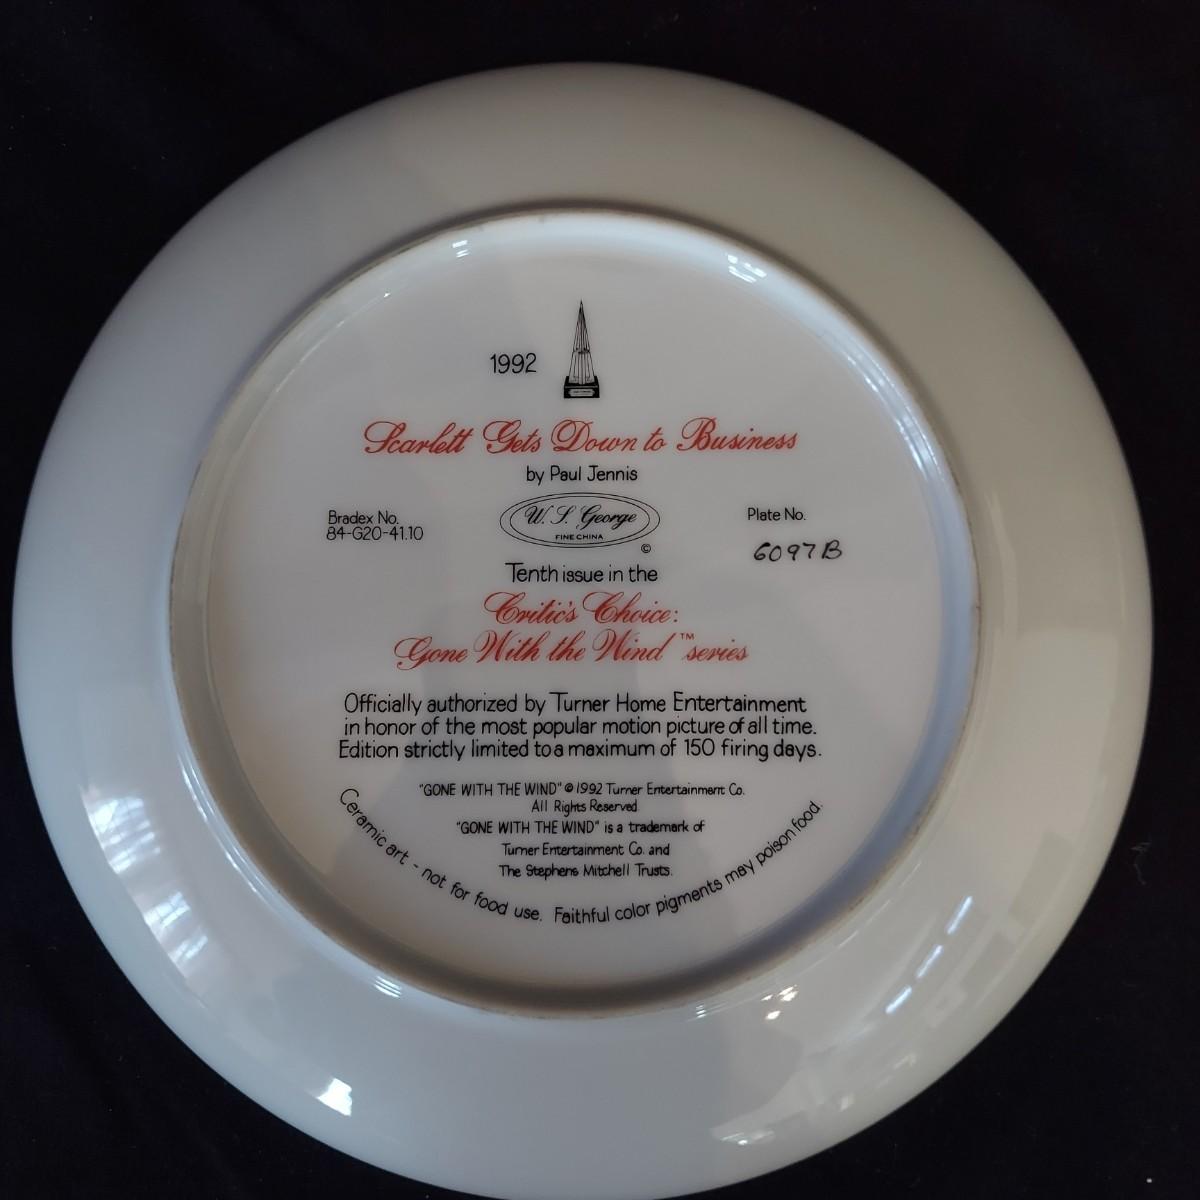 1992
Scarlett Gets Down to Business
by Paul Jennis
Bradex No.
84-G20-41.10
W. S. George
FINE CHINA
©
Plate No.
6097B
Tenth issue in the
Critic's Choice:
Gone With the Wind™ series
Officially authorized by Turner Home Entertainment
in honor of the most popular motion picture of all time.
Edition strictly limited to a maximum of 150 firing days.
"GONE WITH THE WIND" © 1992 Turner Entertainment Co.
All Rights Reserved
"GONE WITH THE WIND" is a trademark of
Turner Entertainment Co. and
The Stephens Mitchell Trusts.
Ceramic art - not for food use. Faithful color pigments may poison food.